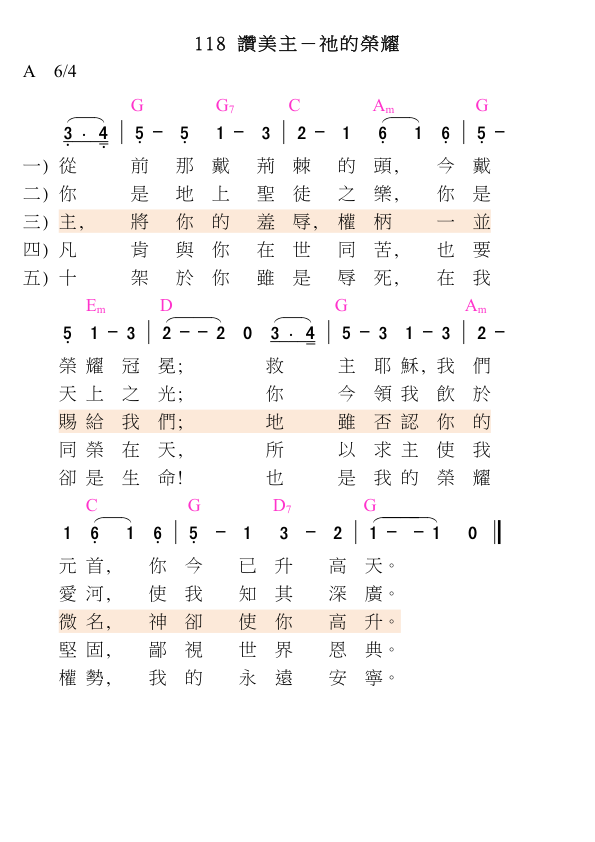 118 讚美主－祂的榮耀
A 6/4
G G7 C Am G
3 · 4 | 5 － 5 1 － 3 | 2 － 1 6 1 6 | 5 －
一) 從 前 那 戴 荊 棘 的 頭, 今 戴
二) 你 是 地 上 聖 徒 之 樂, 你 是
三) 主, 將 你 的 羞 辱, 權 柄 一 並
四) 凡 肯 與 你 在 世 同 苦, 也 要
五) 十 架 於 你 雖 是 辱 死, 在 我
Em D G Am
5 1 － 3 | 2 － － 2 0 3 · 4 | 5 － 3 1 － 3 | 2 －
榮 耀 冠 冕; 救 主 耶 穌, 我 們
天 上 之 光; 你 今 領 我 飲 於
賜 給 我 們; 地 雖 否 認 你 的
同 榮 在 天, 所 以 求 主 使 我
卻 是 生 命! 也 是 我 的 榮 耀
C G D7 G
1 6 1 6 | 5 － 1 3 － 2 | 1 － － 1 0
元 首, 你 今 已 升 高 天。
愛 河, 使 我 知 其 深 廣。
微 名, 神 卻 使 你 高 升。
堅 固, 鄙 視 世 界 恩 典。
權 勢, 我 的 永 遠 安 寧。